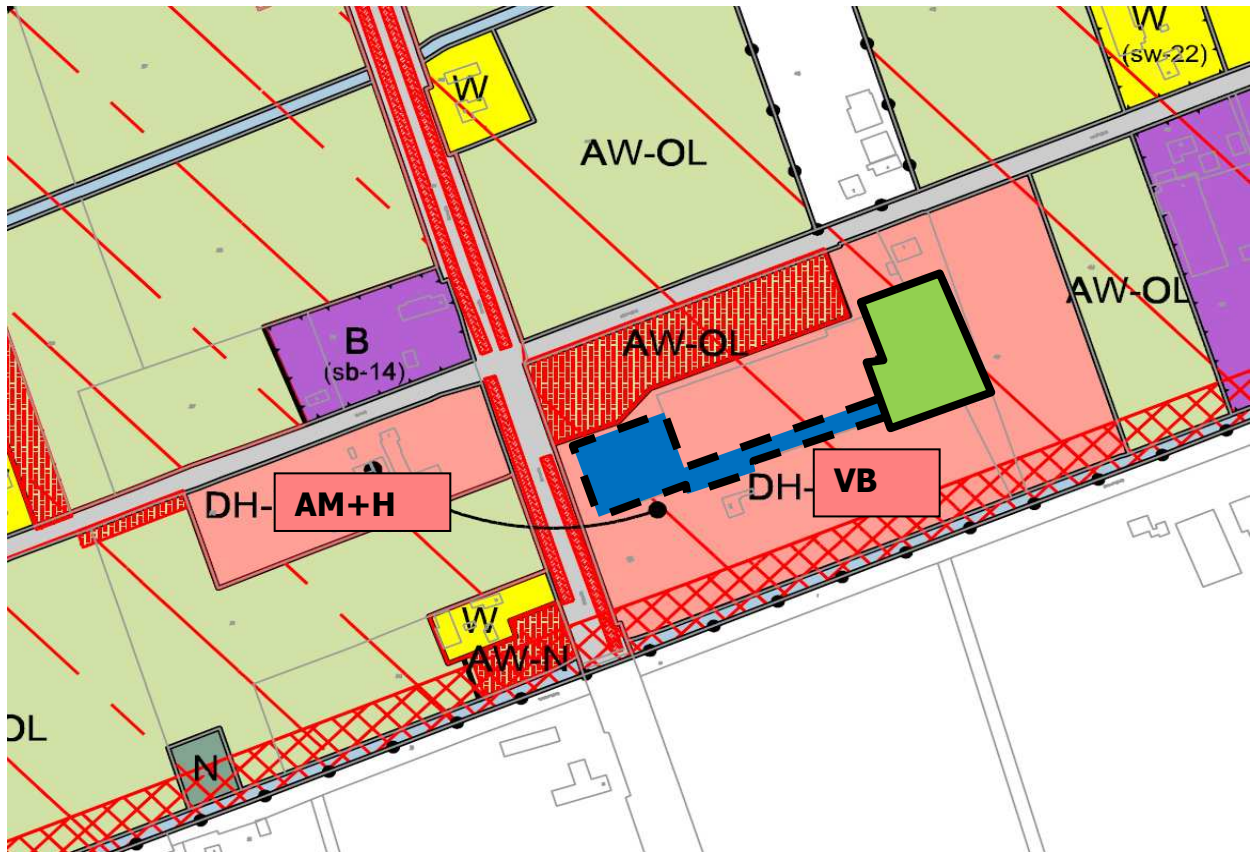 W
(sw-22)
W
AW-OL
AW-OL
AW-OL
B
(sb-14)
DH-
AM+H
DH-
VB
W
AW-N
OL
N